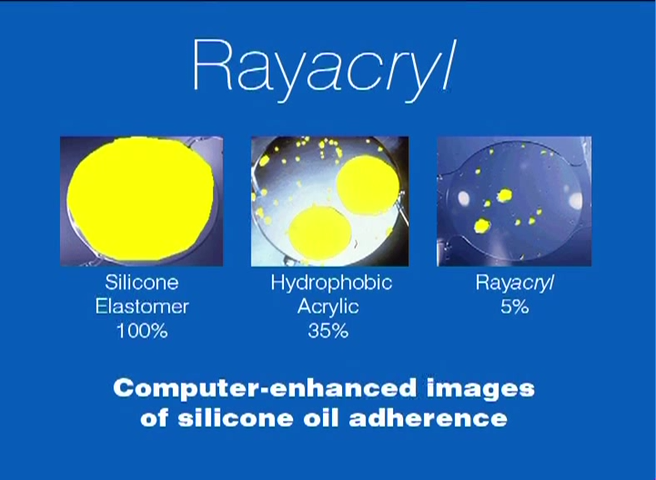 Rayacryl
Silicone
Elastomer
100%
Hydrophobic
Acrylic
35%
Rayacryl
5%
Computer-enhanced images
of silicone oil adherence